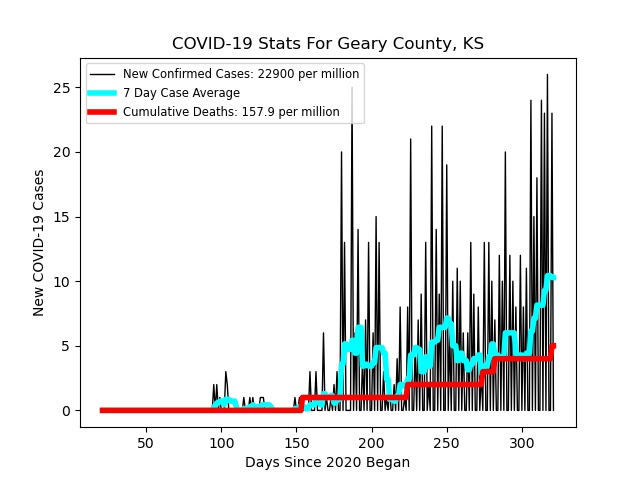 COVID-19 Stats For Geary County, KS
New Confirmed Cases: 22900 per million
7 Day Case Average
Cumulative Deaths: 157.9 per million
New COVID-19 Cases
25
20
15
10
5
0
50 100 150 200 250 300
Days Since 2020 Began